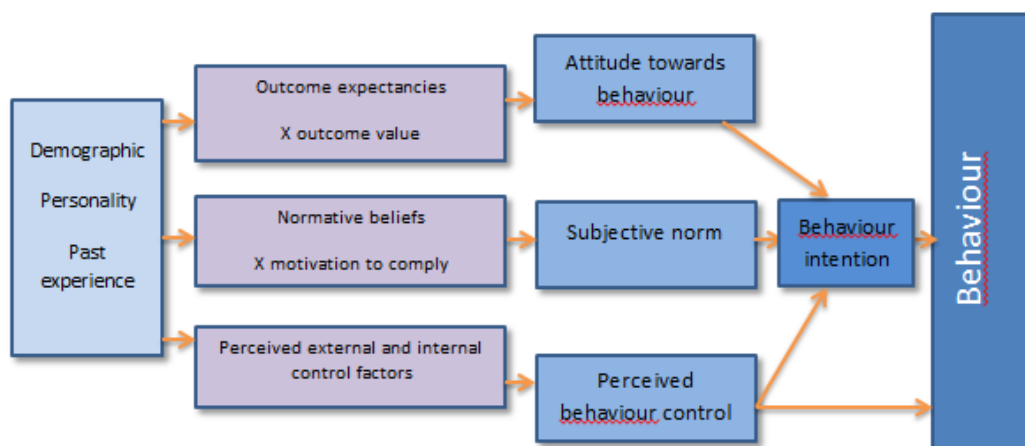 Demographic
Personality
Past
experience
Outcome expectancies
X outcome value
Normative beliefs
X motivation to comply
Perceived external and internal
control factors
Attitude towards
behaviour
Subjective norm
Perceived
behaviour control
Behaviour
intention
Behaviour